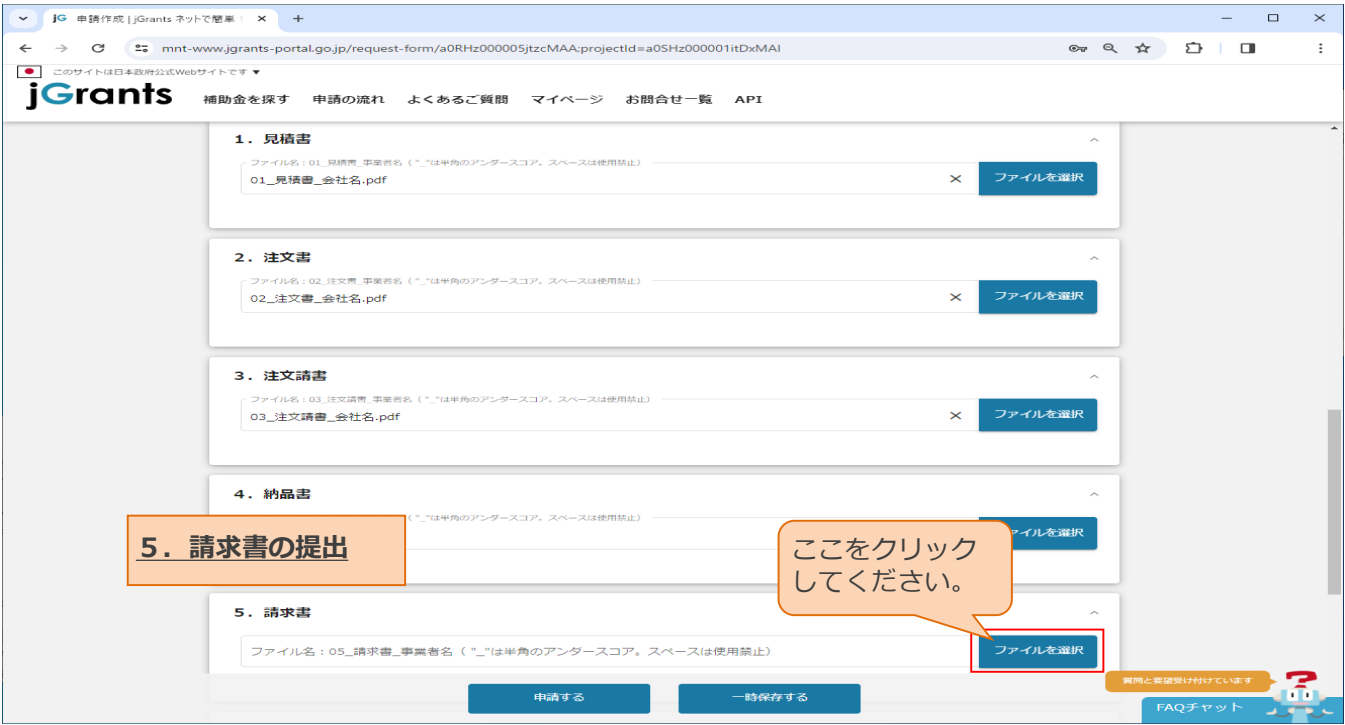 jG 申請作成 | jGrants ネットで簡単
mnt-www.jgrants-portal.go.jp/request-form/a0RHz000005jtzcMAA;projectId=a0SHz000001itDxMAI
このサイトは日本政府公式Webサイトです ▼
jGrants 補助金を探す 申請の流れ よくあるご質問 マイページ お問合せ一覧 API
1. 見積書
ファイル名：01_見積書_事業者名（ "_"は半角のアンダースコア。スペースは使用禁止）
01_見積書_会社名.pdf
ファイルを選択
2. 注文書
ファイル名：02_注文書_事業者名（ "_"は半角のアンダースコア。スペースは使用禁止）
02_注文書_会社名.pdf
ファイルを選択
3. 注文請書
ファイル名：03_注文請書_事業者名（ "_"は半角のアンダースコア。スペースは使用禁止）
03_注文請書_会社名.pdf
ファイルを選択
4. 納品書
（ "_"は半角のアンダースコア。スペースは使用禁止）
ァイルを選択
５．請求書の提出
ここをクリック
してください。
5. 請求書
ファイル名：05_請求書_事業者名（ "_"は半角のアンダースコア。スペースは使用禁止）
ファイルを選択
申請する 一時保存する
質問と要望受け付けています
FAQチャット